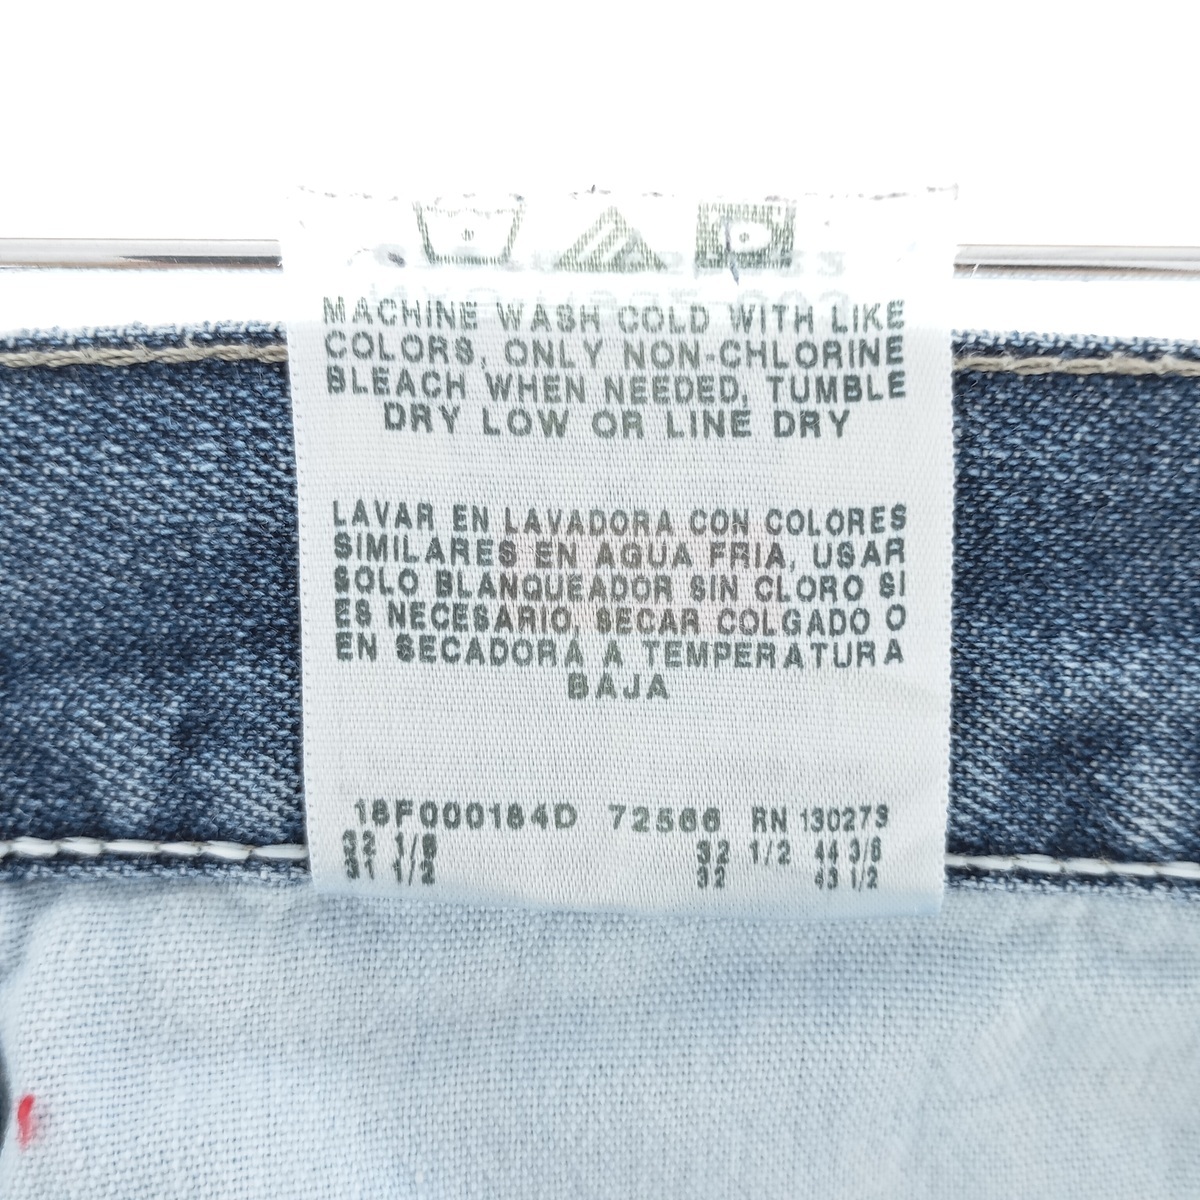 MACHINE WASH COLD WITH LIKE
COLORS, ONLY NON-CHLORINE
BLEACH WHEN NEEDED, TUMBLE
DRY LOW OR LINE DRY
LAVAR EN LAVADORA CON COLORES
SIMILARES EN AGUA FRIA, USAR
SOLO BLANQUEADOR SIN CLORO SI
ES NECESARIO, SECAR COLGADO O
EN SECADORA A TEMPERATURA
BAJA
18F000184D 72566 RN 130273
32 32 1/2 44 3/8
31 1/2 32 43 1/2